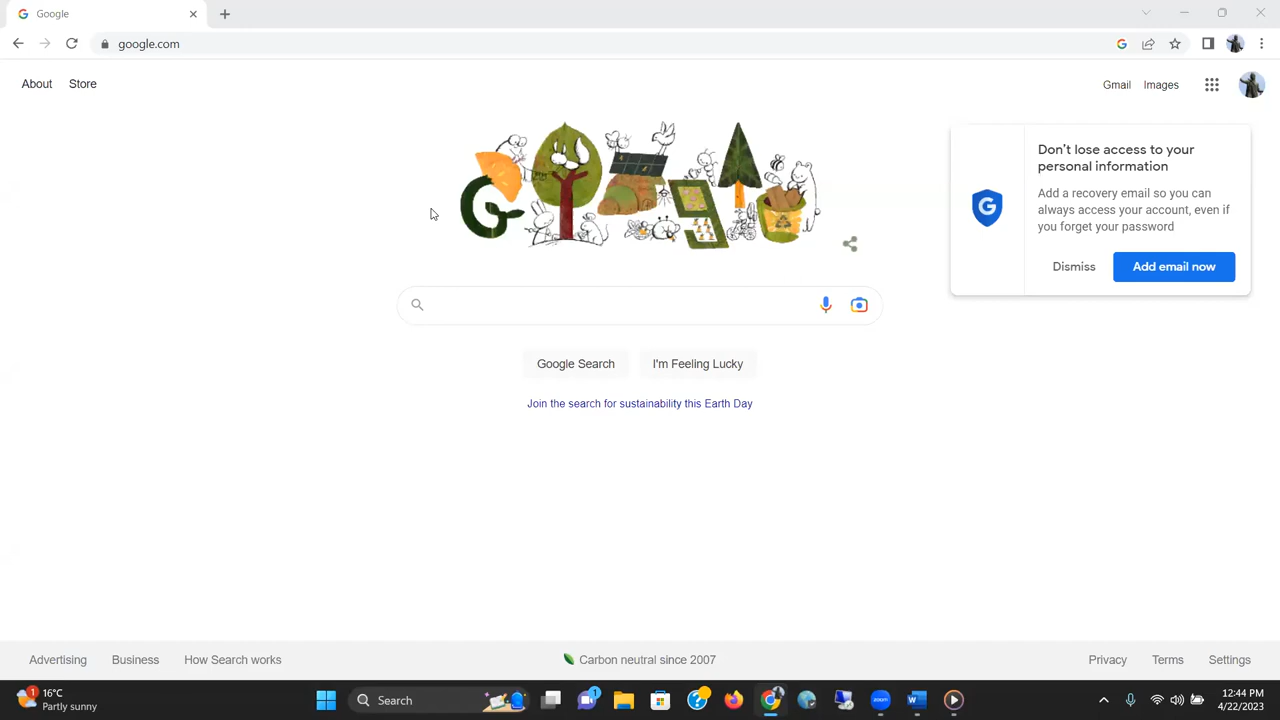 Google
google.com
About
Store
Gmail
Images
Don't lose access to your
personal information
Add a recovery email so you can
always access your account, even if
you forget your password
Dismiss
Add email now
Google Search
I'm Feeling Lucky
Join the search for sustainability this Earth Day
Advertising
Business
How Search works
Carbon neutral since 2007
Privacy
Terms
Settings
1
16°C
Partly sunny
Search
1
zoom
12:44 PM
4/22/2023